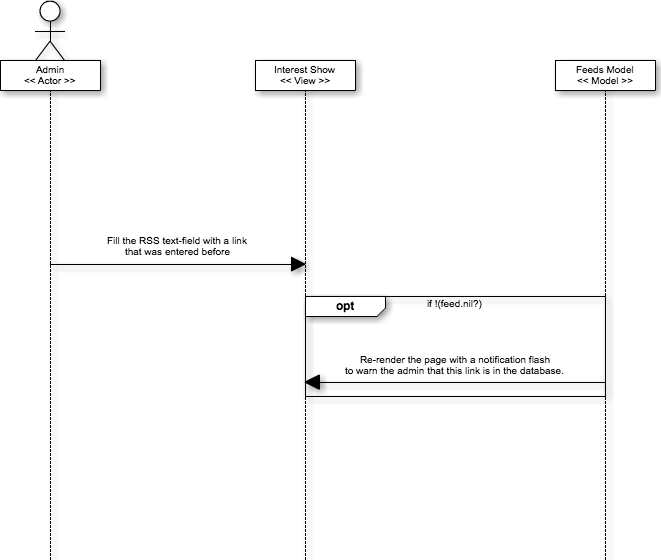 Admin
<< Actor >>
Interest Show
<< View >>
Feeds Model
<< Model >>
Fill the RSS text-field with a link
that was entered before
opt
if !(feed.nil?)
Re-render the page with a notification flash
to warn the admin that this link is in the database.